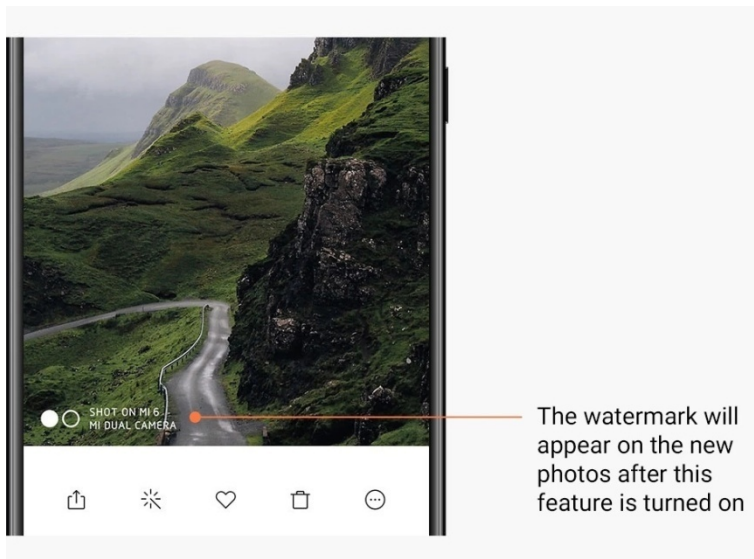 SHOT ON MI 6
MI DUAL CAMERA
The watermark will
appear on the new
photos after this
feature is turned on